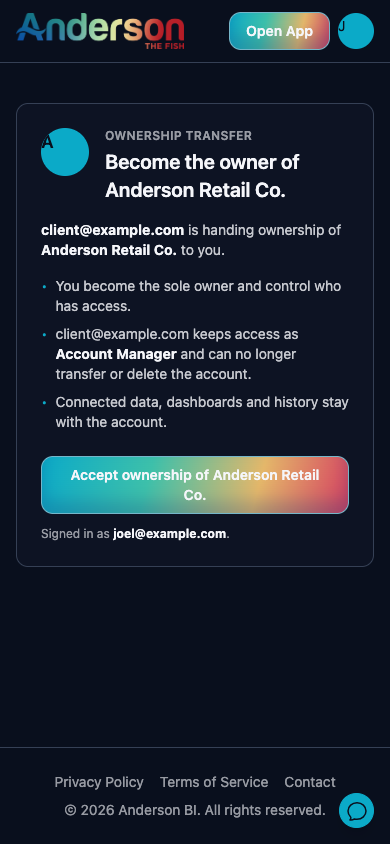 Anderson
THE FISH
Open App
J
A
OWNERSHIP TRANSFER
Become the owner of
Anderson Retail Co.
client@example.com is handing ownership of
Anderson Retail Co. to you.
• You become the sole owner and control who
has access.
• client@example.com keeps access as
Account Manager and can no longer
transfer or delete the account.
• Connected data, dashboards and history stay
with the account.
Accept ownership of Anderson Retail
Co.
Signed in as joel@example.com.
Privacy Policy Terms of Service Contact
© 2026 Anderson BI. All rights reserved.